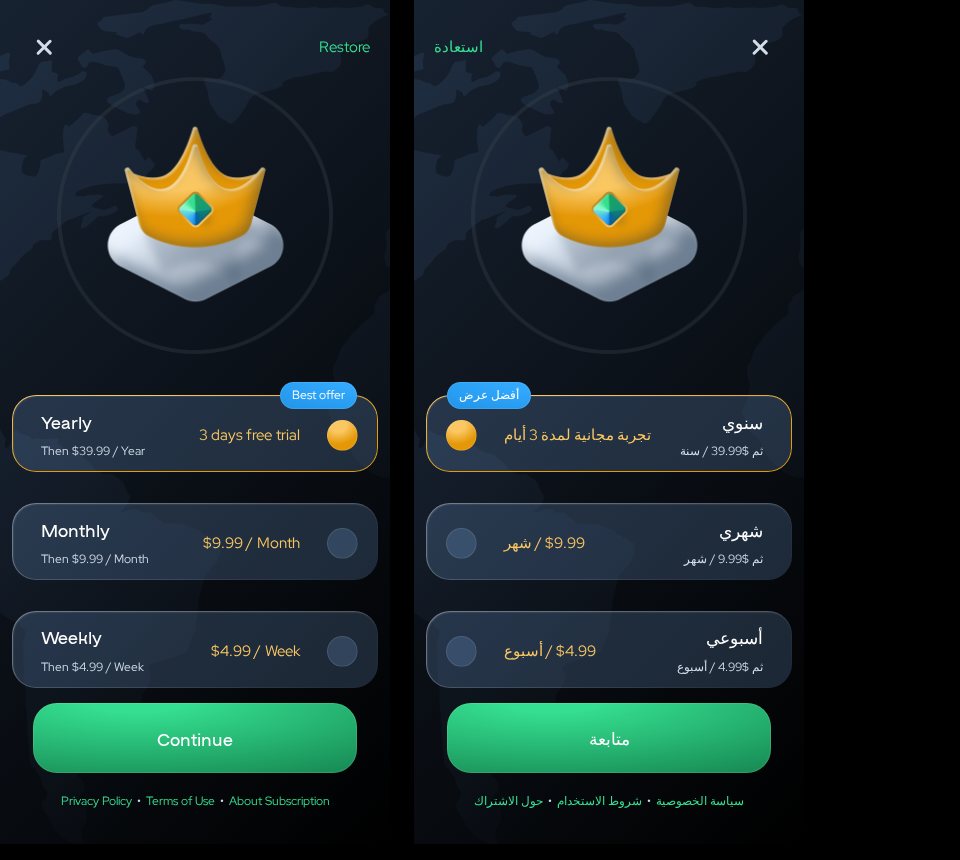 Restore
Best offer
Yearly
3 days free trial
Then $39.99 / Year
Monthly
$9.99 / Month
Then $9.99 / Month
Weekly
$4.99 / Week
Then $4.99 / Week
Continue
Privacy Policy • Terms of Use • About Subscription
استعادة
أفضل عرض
سنوي
تجربة مجانية لمدة 3 أيام
ثم $39.99 / سنة
شهري
$9.99 / شهر
ثم $9.99 / شهر
أسبوعي
$4.99 / أسبوع
ثم $4.99 / أسبوع
متابعة
سياسة الخصوصية • شروط الاستخدام • حول الاشتراك